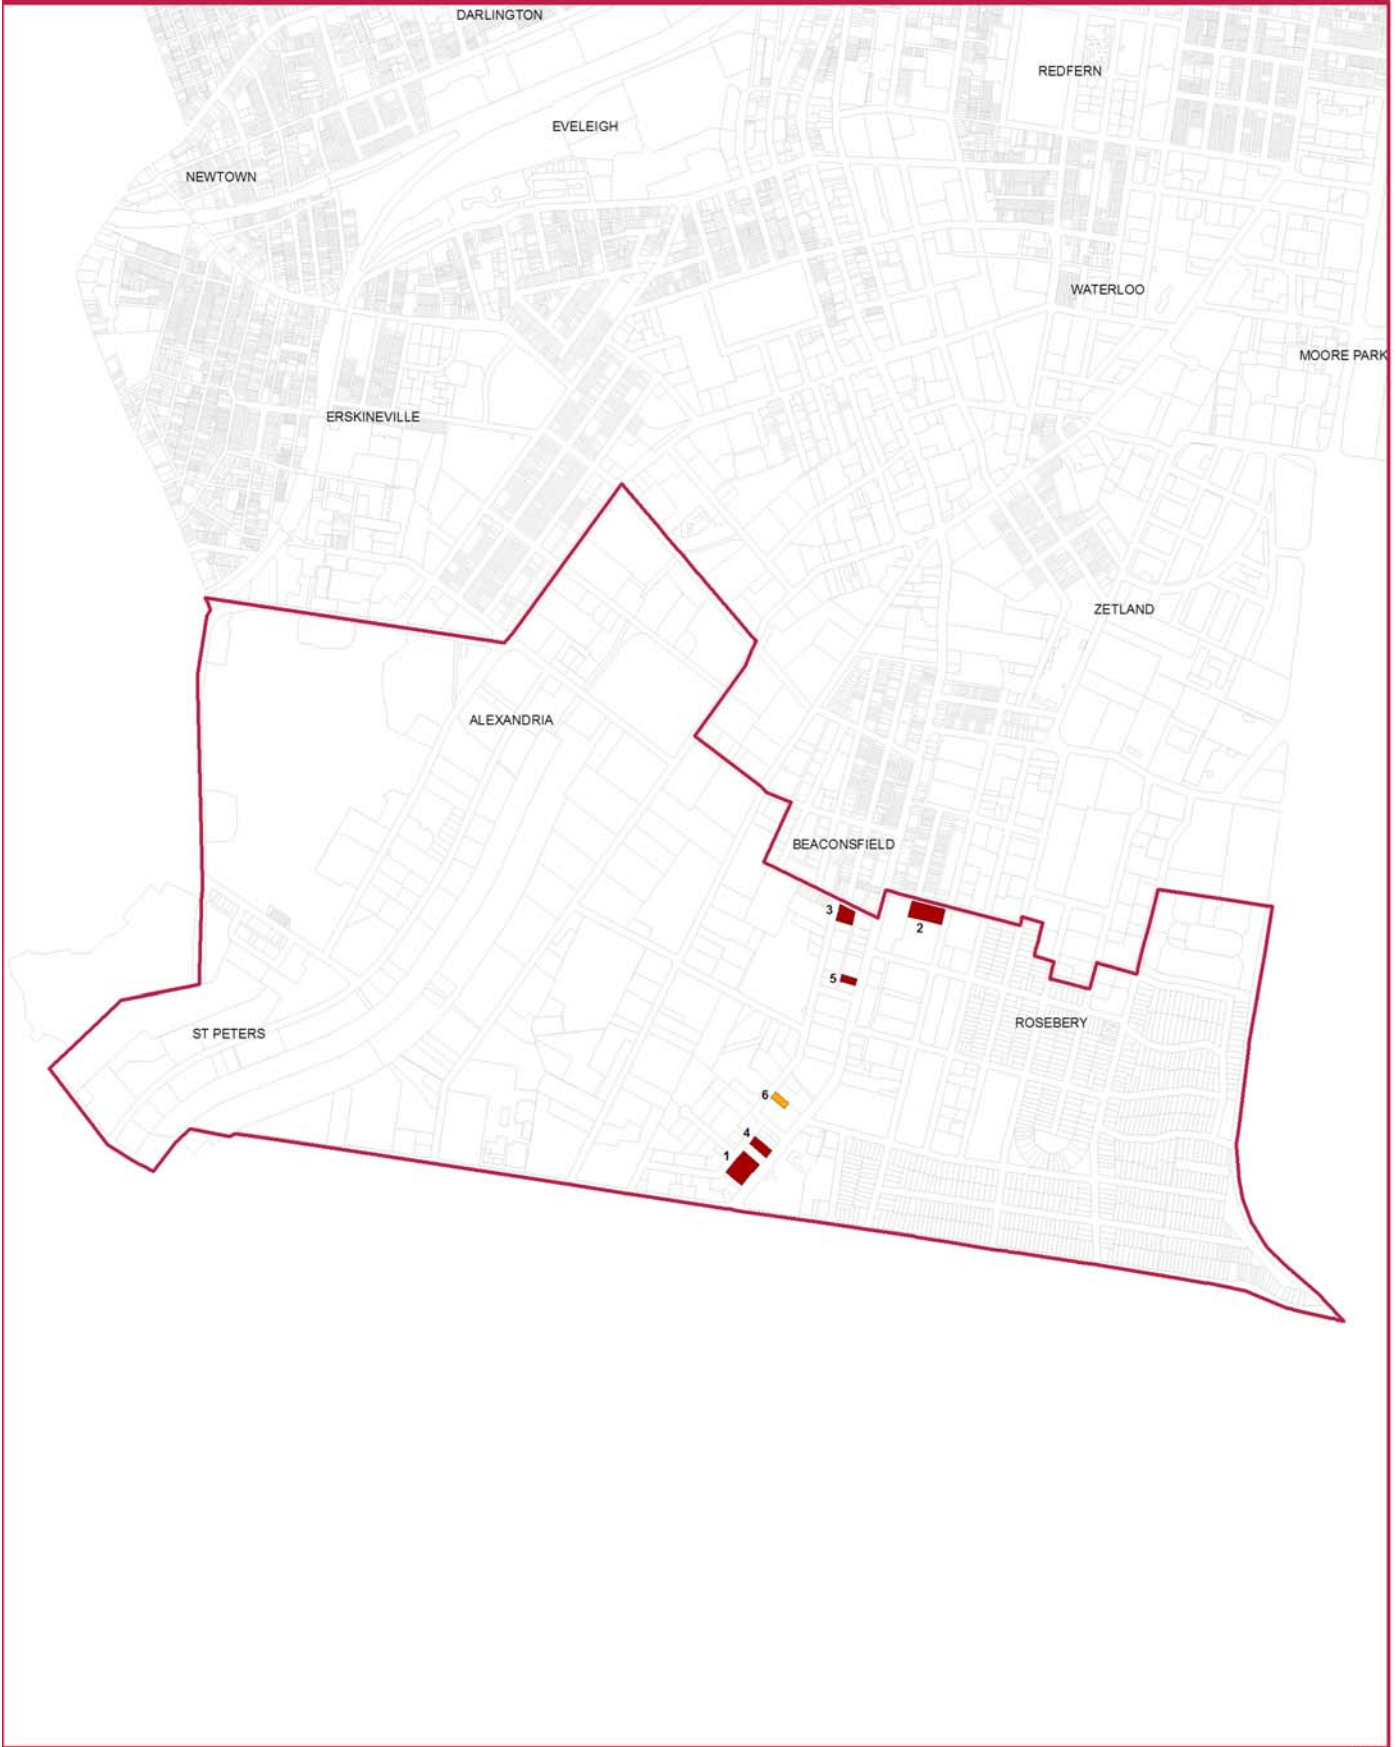 DARLINGTON
REDFERN
EVELEIGH
NEWTOWN
WATERLOO
MOORE PARK
ERSKINEVILLE
ZETLAND
ALEXANDRIA
BEACONSFIELD
3
2
5
ROSEBERY
ST PETERS
6
4
1